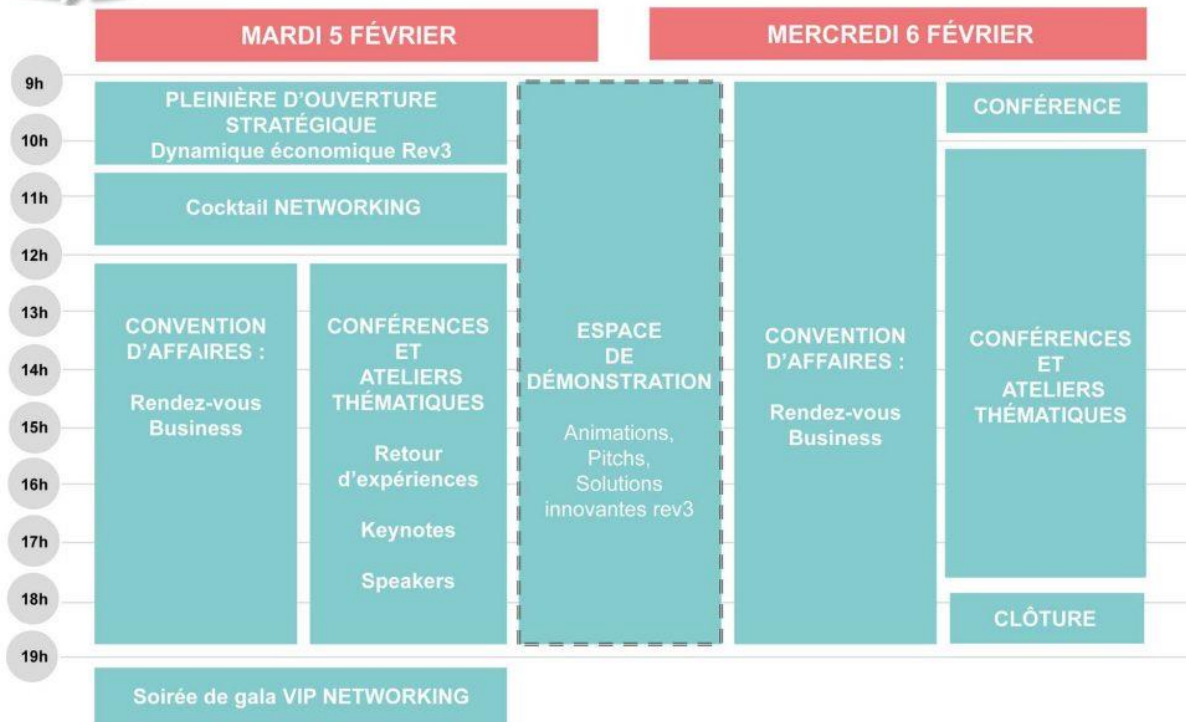 MARDI 5 FÉVRIER
MERCREDI 6 FÉVRIER
9h
10h
11h
12h
13h
14h
15h
16h
17h
18h
19h
PLEINIÈRE D'OUVERTURE
STRATÉGIQUE
Dynamique économique Rev3
Cocktail NETWORKING
CONVENTION
D'AFFAIRES :
Rendez-vous
Business
CONFÉRENCES
ET
ATELIERS
THÉMATIQUES
Retour
d'expériences
Keynotes
Speakers
Soirée de gala VIP NETWORKING
ESPACE
DE
DÉMONSTRATION
Animations,
Pitchs,
Solutions
innovantes rev3
CONVENTION
D'AFFAIRES :
Rendez-vous
Business
CONFÉRENCE
CONFÉRENCES
ET
ATELIERS
THÉMATIQUES
CLÔTURE